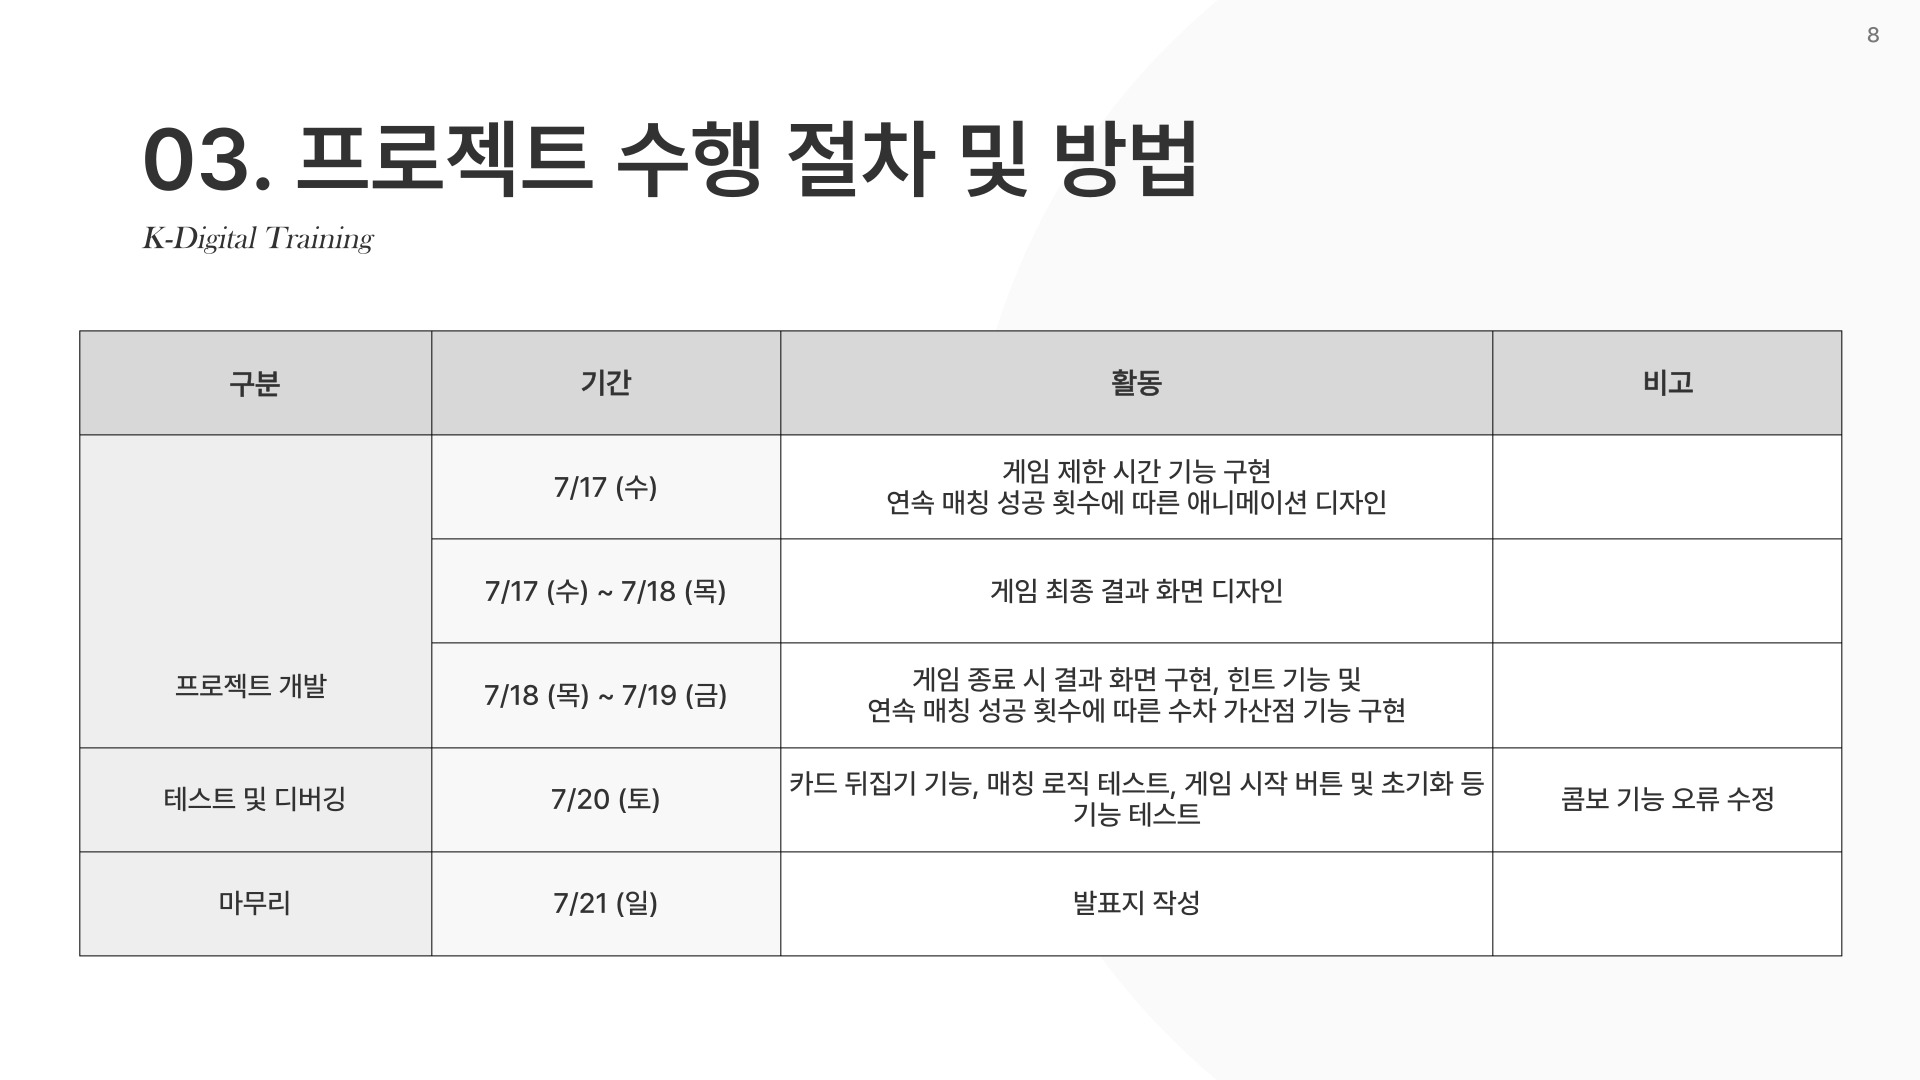 8
03. 프로젝트 수행 절차 및 방법
K-Digital Training
구분 기간 활동 비고
7/17 (수)
게임 제한 시간 기능 구현
연속 매칭 성공 횟수에 따른 애니메이션 디자인
7/17 (수) ~ 7/18 (목)
게임 최종 결과 화면 디자인
프로젝트 개발
7/18 (목) ~ 7/19 (금)
게임 종료 시 결과 화면 구현, 힌트 기능 및
연속 매칭 성공 횟수에 따른 수차 가산점 기능 구현
테스트 및 디버깅
7/20 (토)
카드 뒤집기 기능, 매칭 로직 테스트, 게임 시작 버튼 및 초기화 등
기능 테스트
콤보 기능 오류 수정
마무리
7/21 (일)
발표지 작성